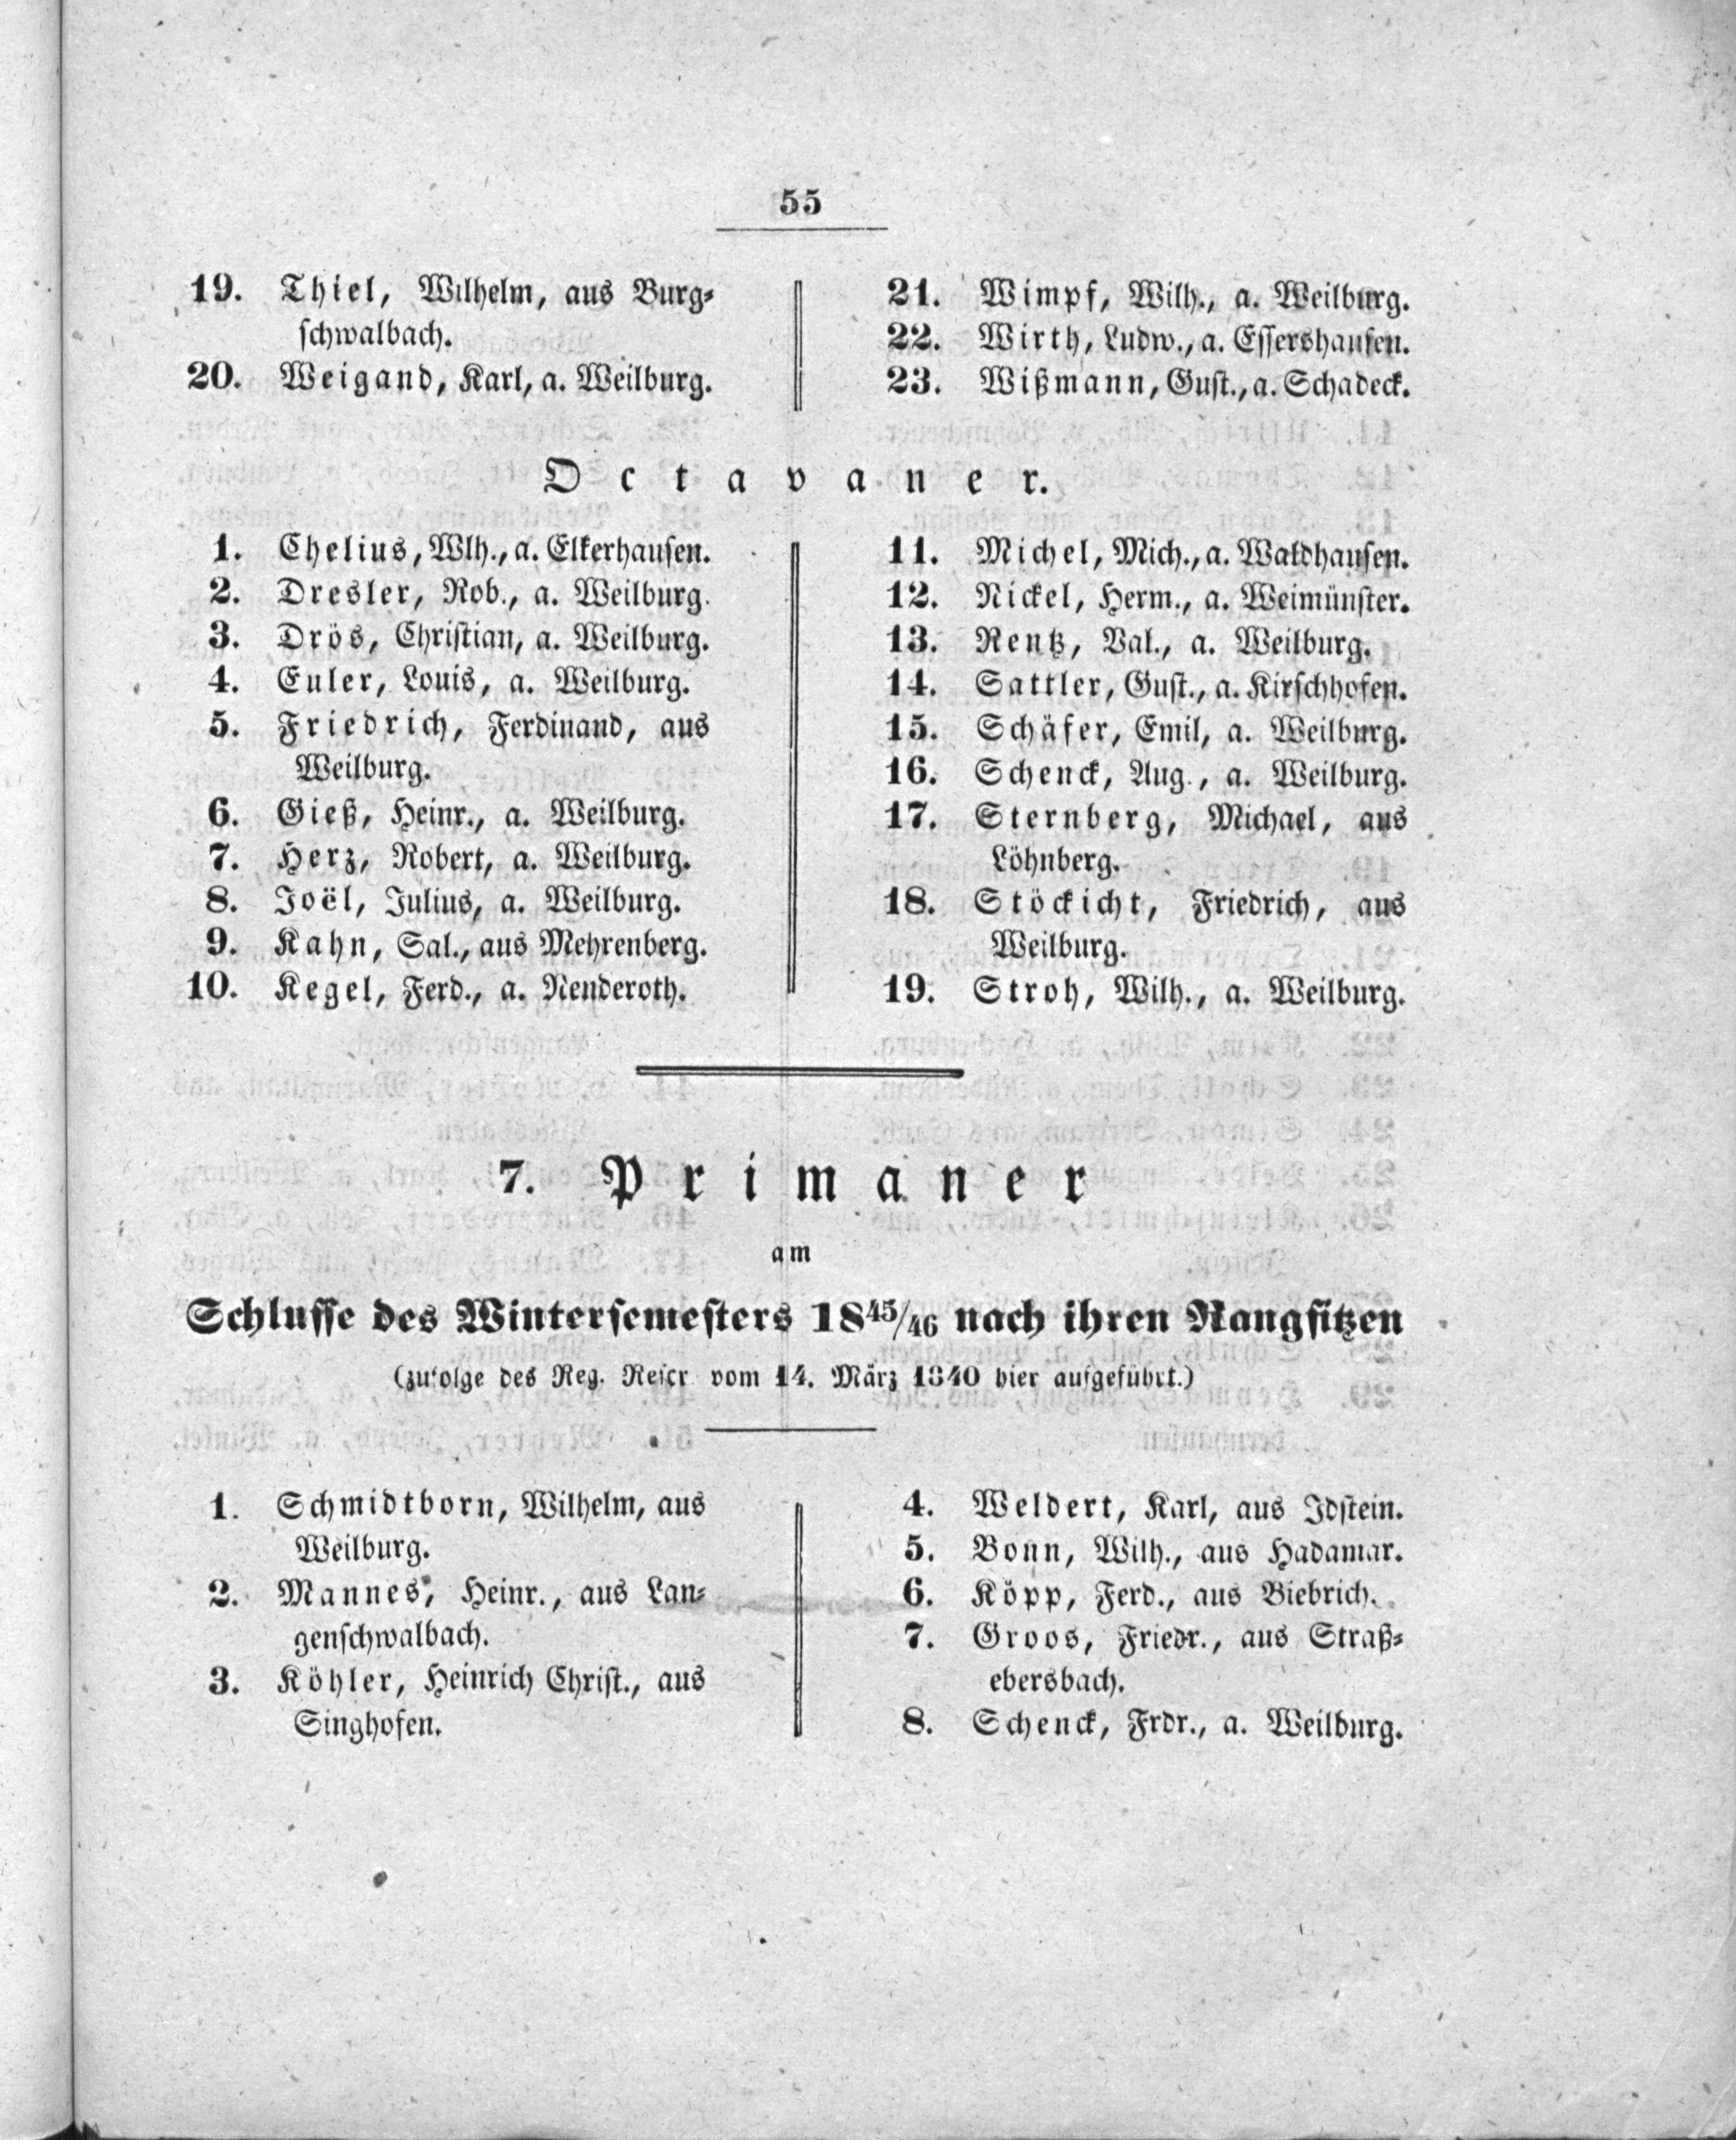 55
19. Thiel, Wilhelm, aus Burg-
schwalbach.
20. Weigand, Karl, a. Weilburg.
21. Wimpf, Wilh., a. Weilburg.
22. Wirth, Ludw., a. Essershausen.
23. Wißmann, Gust., a. Schadeck.
Octavaner.
1. Chelius, Wlh., a. Elkerhausen.
2. Dresler, Rob., a. Weilburg.
3. Drös, Christian, a. Weilburg.
4. Euler, Louis, a. Weilburg.
5. Friedrich, Ferdinand, aus
Weilburg.
6. Gieß, Heinr., a. Weilburg.
7. Herz, Robert, a. Weilburg.
8. Joël, Julius, a. Weilburg.
9. Kahn, Sal., aus Mehrenberg.
10. Kegel, Ferd., a. Nenderoth.
11. Michel, Mich., a. Waldhausen.
12. Nickel, Herm., a. Weimünster.
13. Rentz, Val., a. Weilburg.
14. Sattler, Gust., a. Kirschhofen.
15. Schäfer, Emil, a. Weilburg.
16. Schenck, Aug., a. Weilburg.
17. Sternberg, Michael, aus
Löhnberg.
18. Stöckicht, Friedrich, aus
Weilburg.
19. Stroh, Wilh., a. Weilburg.
7. Primaner
am
Schlusse des Wintersemesters 1845/46 nach ihren Rangsitzen
(zufolge des Reg. Rescr vom 14. März 1840 hier aufgeführt.)
1. Schmidtborn, Wilhelm, aus
Weilburg.
2. Mannes, Heinr., aus Lan-
genschwalbach.
3. Köhler, Heinrich Christ., aus
Singhofen.
4. Weldert, Karl, aus Idstein.
5. Bonn, Wilh., aus Hadamar.
6. Köpp, Ferd., aus Biebrich.
7. Groos, Friedr., aus Straß-
ebersbach.
8. Schenck, Frdr., a. Weilburg.